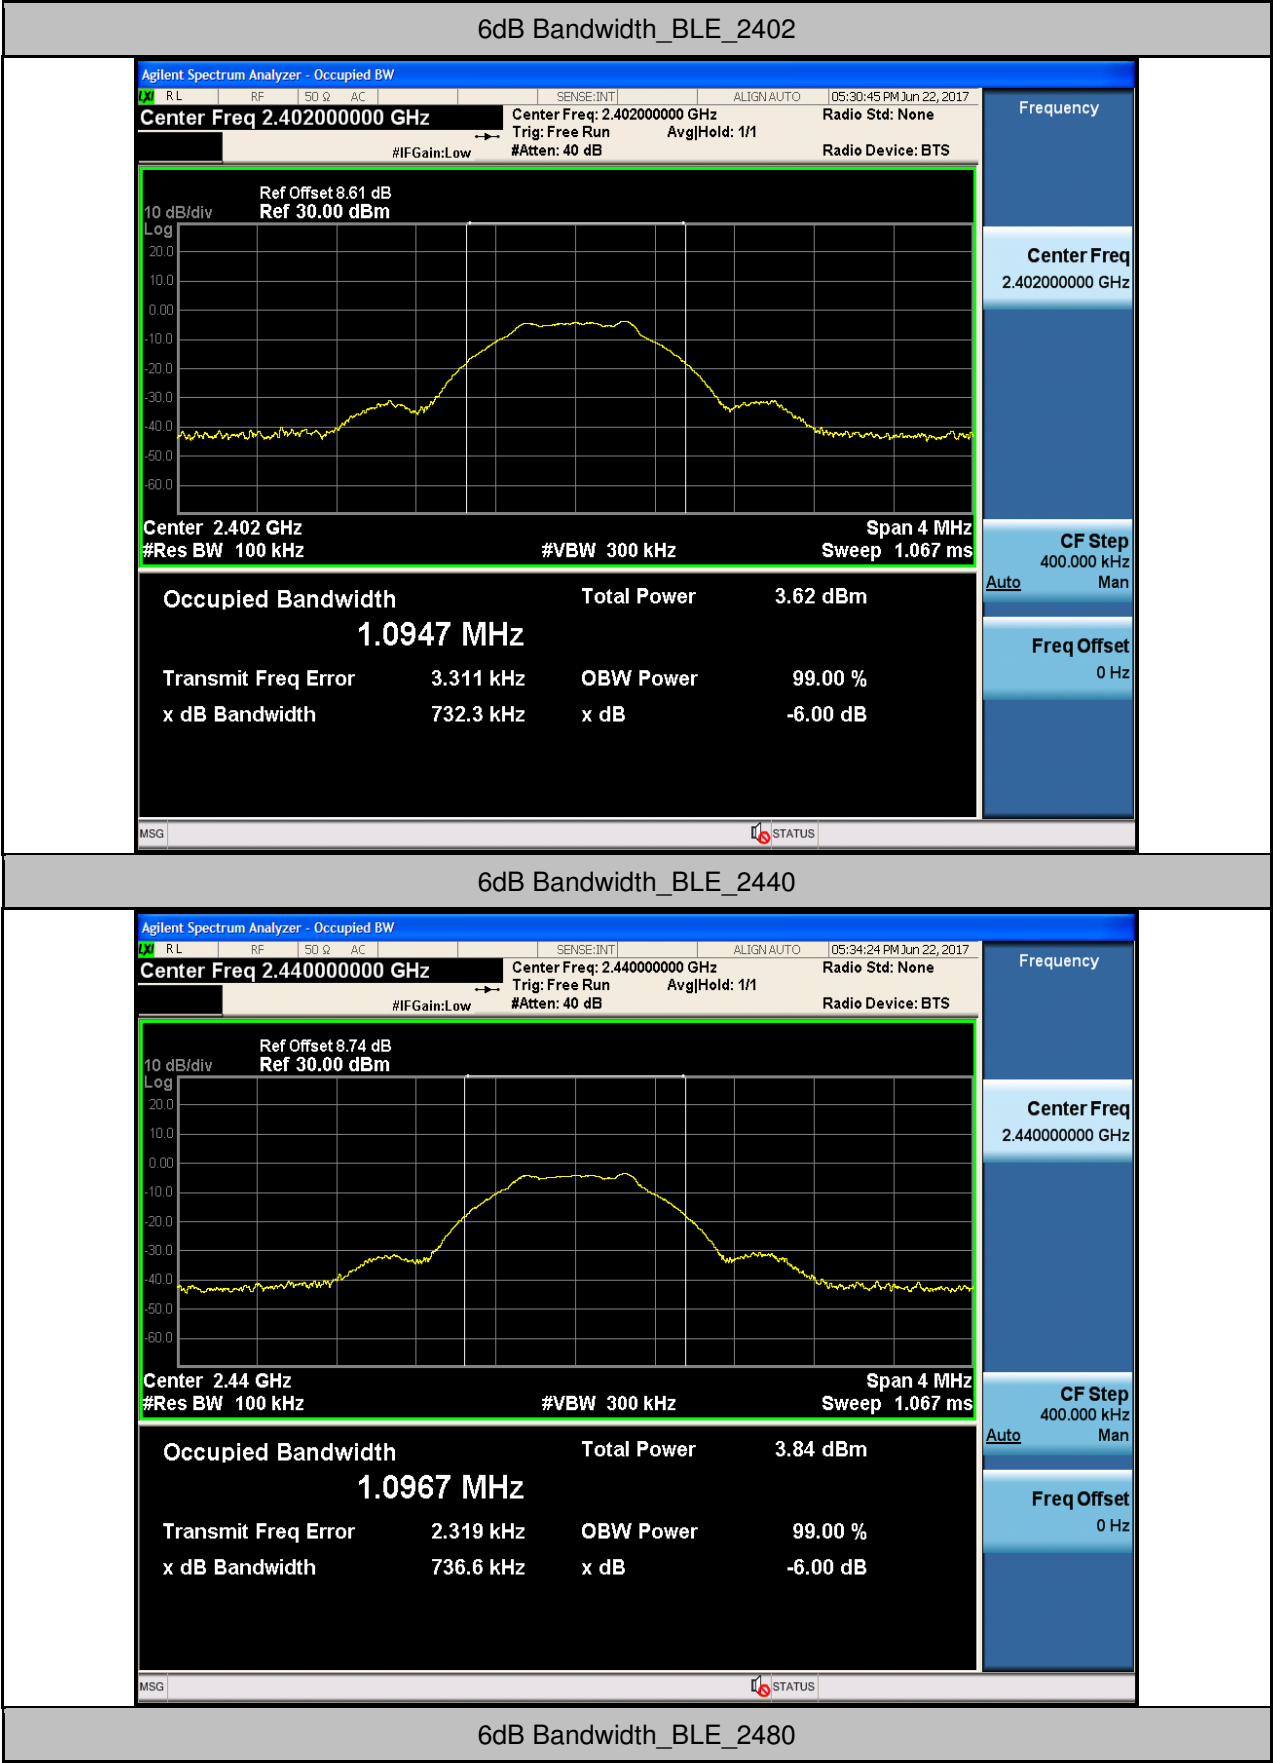 6dB Bandwidth_BLE_2402
Agilent Spectrum Analyzer - Occupied BW
LXI RL RF 50 Ω AC SENSE:INT ALIGN AUTO 05:30:45 PM Jun 22, 2017
Center Freq 2.402000000 GHz
Center Freq: 2.402000000 GHz Radio Std: None
Trig: Free Run Avg|Hold: 1/1
#IFGain:Low #Atten: 40 dB Radio Device: BTS
Frequency
Ref Offset 8.61 dB
10 dB/div Ref 30.00 dBm
Log
20.0
10.0
0.00
-10.0
-20.0
-30.0
-40.0
-50.0
-60.0
Center 2.402 GHz Span 4 MHz
#Res BW 100 kHz #VBW 300 kHz Sweep 1.067 ms
Center Freq
2.402000000 GHz
CF Step
400.000 kHz
Auto Man
Freq Offset
0 Hz
Occupied Bandwidth Total Power 3.62 dBm
1.0947 MHz
Transmit Freq Error 3.311 kHz OBW Power 99.00 %
x dB Bandwidth 732.3 kHz x dB -6.00 dB
MSG STATUS
6dB Bandwidth_BLE_2440
Agilent Spectrum Analyzer - Occupied BW
LXI RL RF 50 Ω AC SENSE:INT ALIGN AUTO 05:34:24 PM Jun 22, 2017
Center Freq 2.440000000 GHz
Center Freq: 2.440000000 GHz Radio Std: None
Trig: Free Run Avg|Hold: 1/1
#IFGain:Low #Atten: 40 dB Radio Device: BTS
Frequency
Ref Offset 8.74 dB
10 dB/div Ref 30.00 dBm
Log
20.0
10.0
0.00
-10.0
-20.0
-30.0
-40.0
-50.0
-60.0
Center 2.44 GHz Span 4 MHz
#Res BW 100 kHz #VBW 300 kHz Sweep 1.067 ms
Center Freq
2.440000000 GHz
CF Step
400.000 kHz
Auto Man
Freq Offset
0 Hz
Occupied Bandwidth Total Power 3.84 dBm
1.0967 MHz
Transmit Freq Error 2.319 kHz OBW Power 99.00 %
x dB Bandwidth 736.6 kHz x dB -6.00 dB
MSG STATUS
6dB Bandwidth_BLE_2480